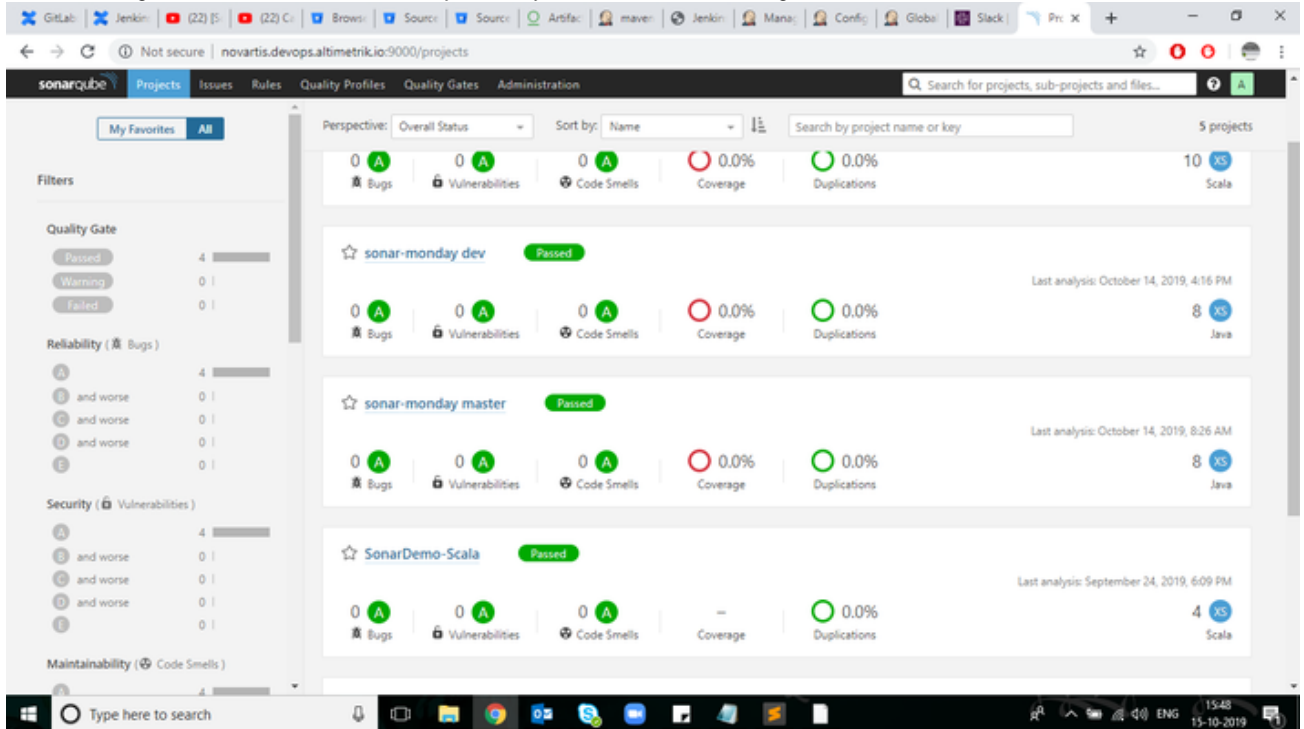 GitLab Jenkin (22) [S (22) Ce Browse Source Source Artifac maven Jenkin Manag Config Global Slack Pro
Not secure | novartis.devops.altimetrik.io:9000/projects
sonarqube Projects Issues Rules Quality Profiles Quality Gates Administration Search for projects, sub-projects and files... A
My Favorites All Perspective: Overall Status Sort by: Name Search by project name or key 5 projects
0 A 0 A 0 A 0.0% 0.0% 10 XS
Bugs Vulnerabilities Code Smells Coverage Duplications Scala
Filters
Quality Gate
Passed 4
Warning 0
Failed 0
Reliability ( Bugs )
A 4
B and worse 0
C and worse 0
D and worse 0
E 0
Security ( Vulnerabilities )
A 4
B and worse 0
C and worse 0
D and worse 0
E 0
Maintainability ( Code Smells )
A 4
sonar-monday dev Passed
Last analysis: October 14, 2019, 4:16 PM
0 A 0 A 0 A 0.0% 0.0% 8 XS
Bugs Vulnerabilities Code Smells Coverage Duplications Java
sonar-monday master Passed
Last analysis: October 14, 2019, 8:26 AM
0 A 0 A 0 A 0.0% 0.0% 8 XS
Bugs Vulnerabilities Code Smells Coverage Duplications Java
SonarDemo-Scala Passed
Last analysis: September 24, 2019, 6:09 PM
0 A 0 A 0 A – 0.0% 4 XS
Bugs Vulnerabilities Code Smells Coverage Duplications Scala
Type here to search ENG 15:48
15-10-2019